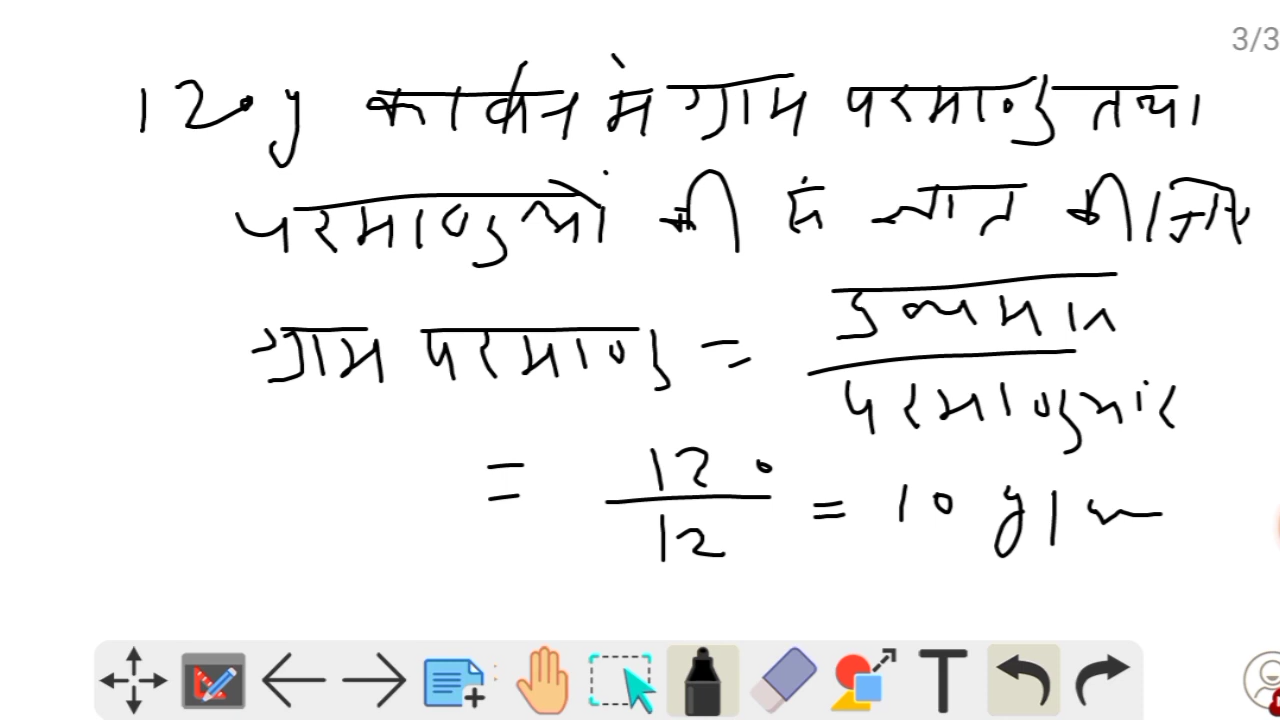 3/3
120g कार्बन में ग्राम परमाणु तथा
परमाणुओं की सं ज्ञात कीजिए
ग्राम परमाणु = द्रव्यमान / परमाणुभार
= 120 / 12 = 10 g/m
T